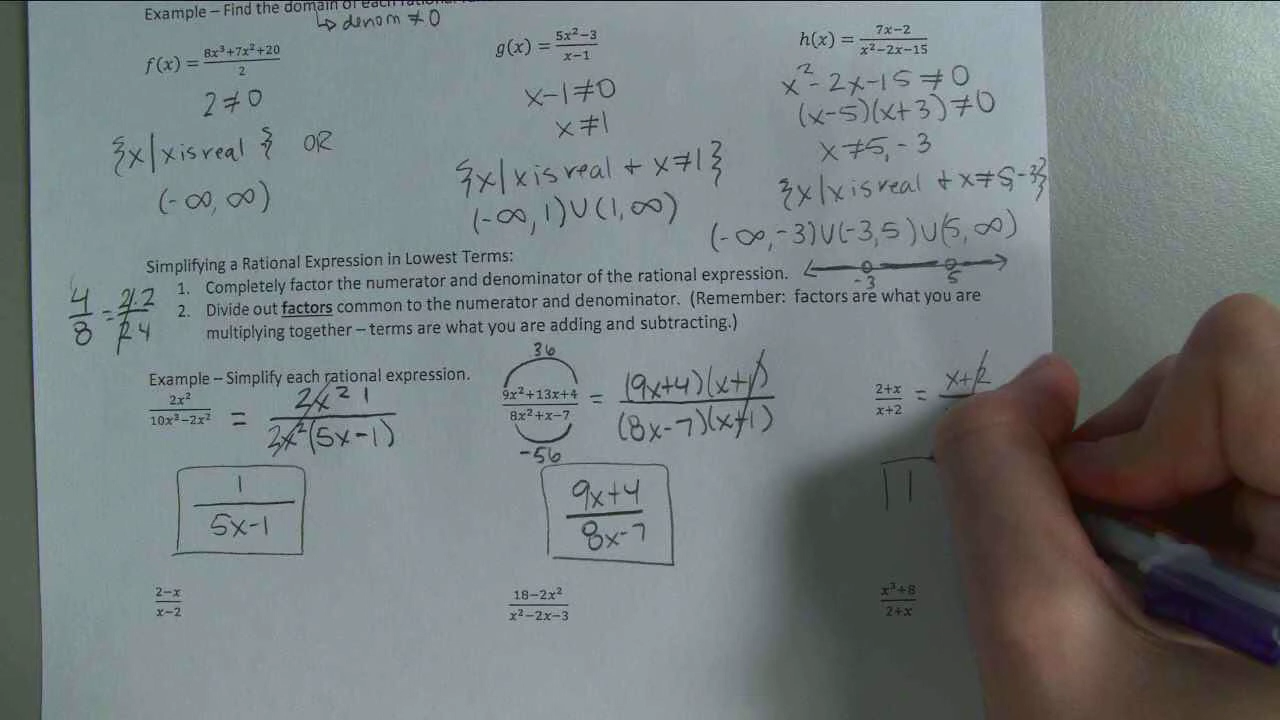 Example – Find the domain of each
↳ denom ≠ 0
f(x) = (8x³+7x²+20)/2
2 ≠ 0
{x | x is real} OR
(-∞, ∞)
g(x) = (5x²−3)/(x−1)
x-1 ≠ 0
x ≠ 1
{x | x is real + x ≠ 1}
(-∞, 1) ∪ (1, ∞)
h(x) = (7x−2)/(x²−2x−15)
x² - 2x - 15 ≠ 0
(x-5)(x+3) ≠ 0
x ≠ 5, -3
{x | x is real + x ≠ 5, -3}
(-∞, -3) ∪ (-3, 5) ∪ (5, ∞)
-3 5
Simplifying a Rational Expression in Lowest Terms:
1. Completely factor the numerator and denominator of the rational expression.
2. Divide out factors common to the numerator and denominator. (Remember: factors are what you are
multiplying together – terms are what you are adding and subtracting.)
4/8 = 2·2/2·4
Example – Simplify each rational expression.
2x²/(10x³−2x²) = 2x² 1/2x²(5x-1)
1/(5x-1)
36
(9x²+13x+4)/(8x²+x−7) = (9x+4)(x+1)/(8x-7)(x+1)
-56
(9x+4)/(8x-7)
(2+x)/(x+2) = x+2
1
(2−x)/(x−2)
(18−2x²)/(x²−2x−3)
(x³+8)/(2+x)